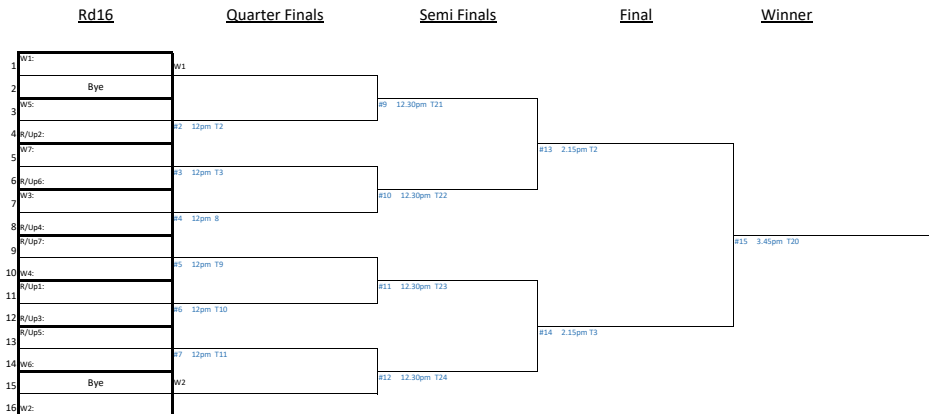 Rd16 Quarter Finals Semi Finals Final Winner
1 W1:
W1
2 Bye
3 W5:
#9 12.30pm T21
4 R/Up2:
#2 12pm T2
5 W7:
#13 2.15pm T2
6 R/Up6:
#3 12pm T3
7 W3:
#10 12.30pm T22
8 R/Up4:
#4 12pm 8
9 R/Up7:
#15 3.45pm T20
10 W4:
#5 12pm T9
11 R/Up1:
#11 12.30pm T23
12 R/Up3:
#6 12pm T10
13 R/Up5:
#14 2.15pm T3
14 W6:
#7 12pm T11
15 Bye
W2
#12 12.30pm T24
16 W2: